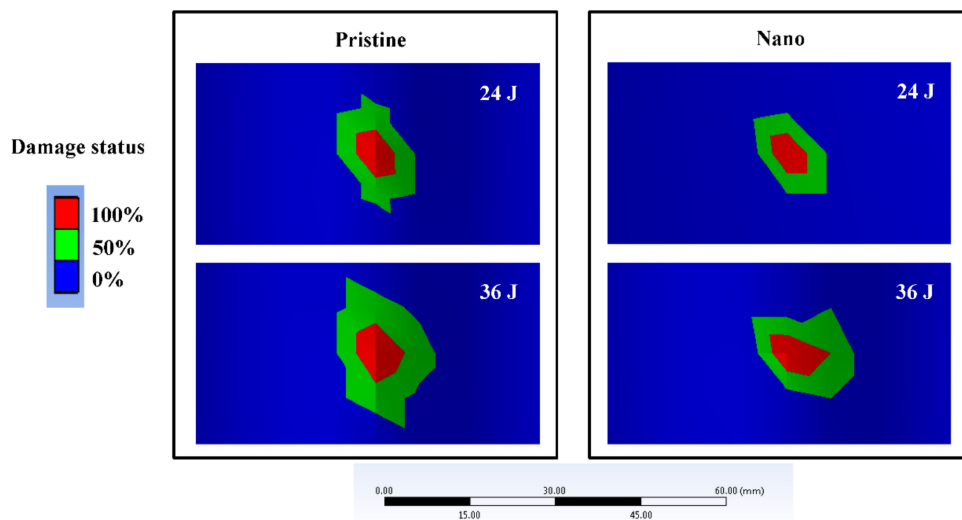 Pristine
Nano
24 J
24 J
Damage status
100%
50%
0%
36 J
36 J
0.00 30.00 60.00 (mm)
15.00 45.00